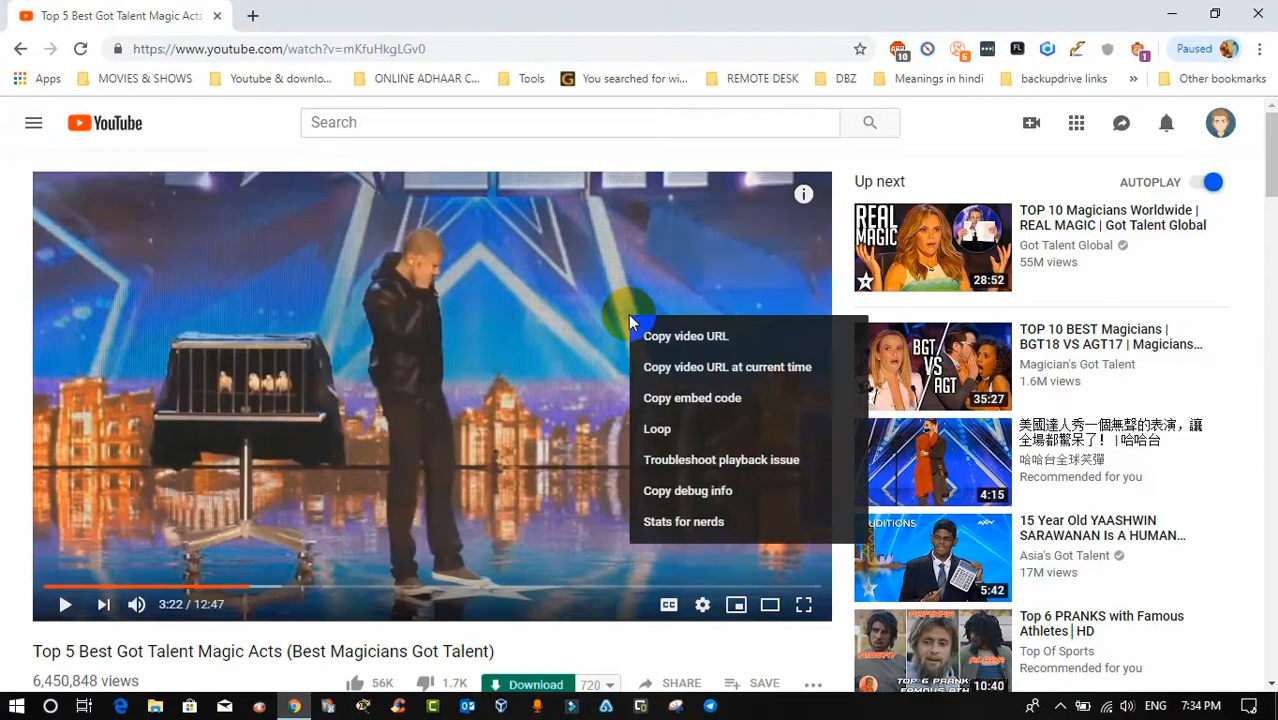 Top 5 Best Got Talent Magic Acts
https://www.youtube.com/watch?v=mKfuHkgLGv0
10
6
FL
1
Paused
Apps
MOVIES & SHOWS
Youtube & downlo...
ONLINE ADHAAR C...
Tools
You searched for wi...
REMOTE DESK
DBZ
Meanings in hindi
backupdrive links
»
Other bookmarks
YouTube
Search
Up next
AUTOPLAY
REAL
MAGIC
28:52
TOP 10 Magicians Worldwide |
REAL MAGIC | Got Talent Global
Got Talent Global
55M views
Copy video URL
Copy video URL at current time
Copy embed code
Loop
Troubleshoot playback issue
Copy debug info
Stats for nerds
BGT
VS
AGT
35:27
TOP 10 BEST Magicians |
BGT18 VS AGT17 | Magicians...
Magician's Got Talent
1.6M views
4:15
美國達人秀一個無聲的表演，讓
全場都驚呆了！ | 哈哈台
哈哈台全球笑彈
Recommended for you
UDITIONS
AXN
5:42
15 Year Old YAASHWIN
SARAWANAN Is A HUMAN...
Asia's Got Talent
17M views
TOP 6 PRANKS WITH
10:40
Top 6 PRANKS with Famous
Athletes | HD
Top Of Sports
Recommended for you
3:22 / 12:47
CC
Top 5 Best Got Talent Magic Acts (Best Magicians Got Talent)
6,450,848 views
56K
1.7K
Download
720
SHARE
SAVE
ENG
7:34 PM